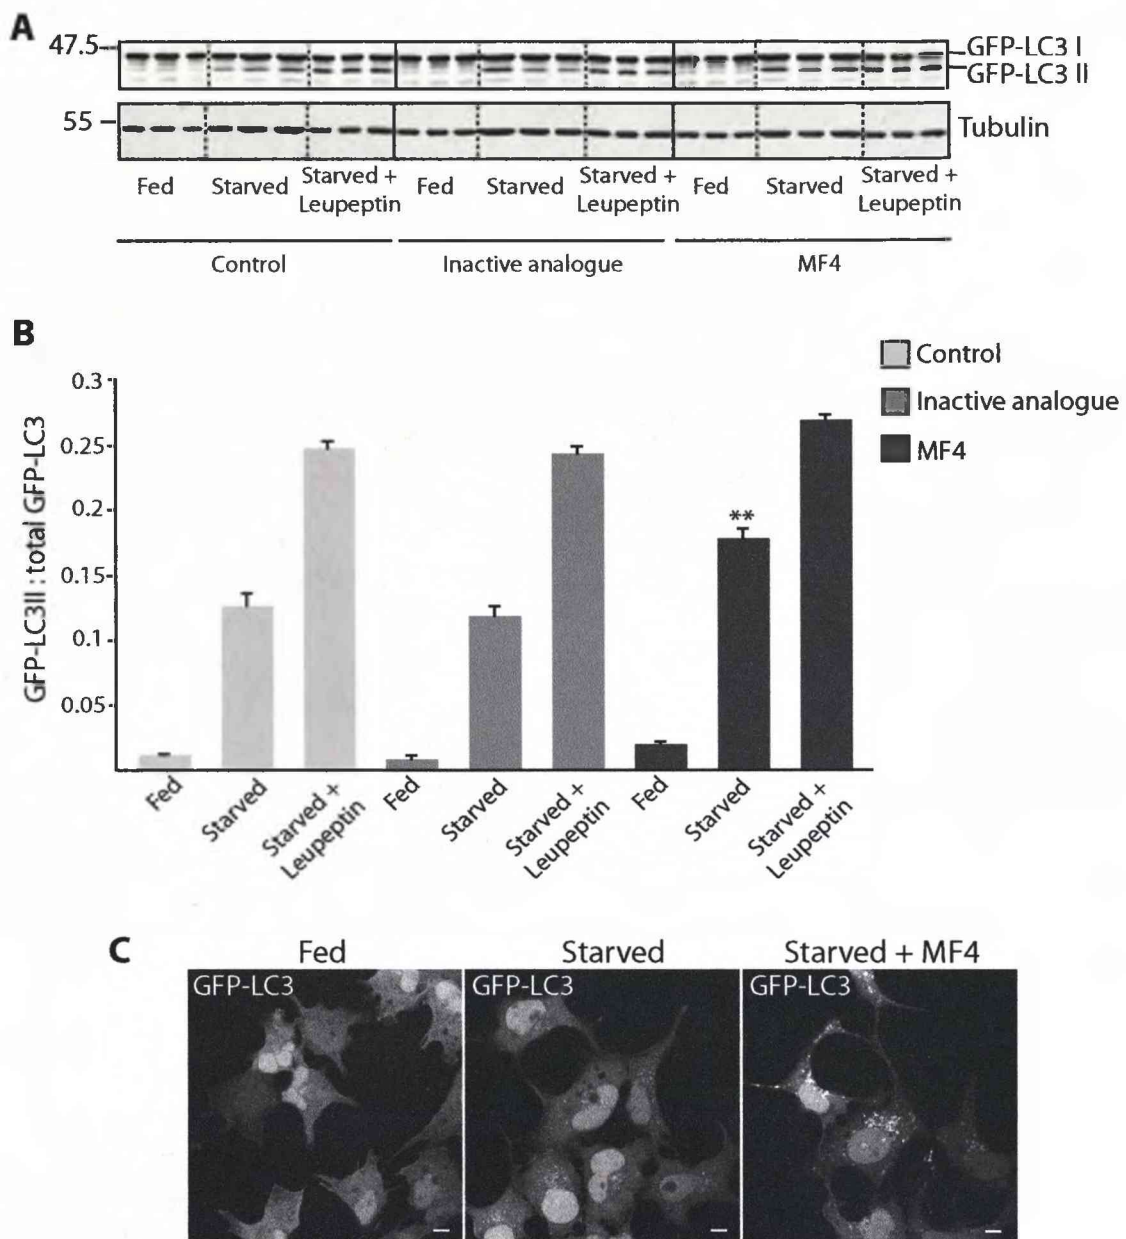 A
47.5
GFP-LC3 I
GFP-LC3 II
55
Tubulin
Fed Starved Starved + Leupeptin Fed Starved Starved + Leupeptin Fed Starved Starved + Leupeptin
Control Inactive analogue MF4
B
Control
Inactive analogue
MF4
GFP-LC3II : total GFP-LC3
0.3
0.25
0.2
0.15
0.1
0.05
**
Fed
Starved
Starved +
Leupeptin
Fed
Starved
Starved +
Leupeptin
Fed
Starved
Starved +
Leupeptin
C
Fed Starved Starved + MF4
GFP-LC3 GFP-LC3 GFP-LC3